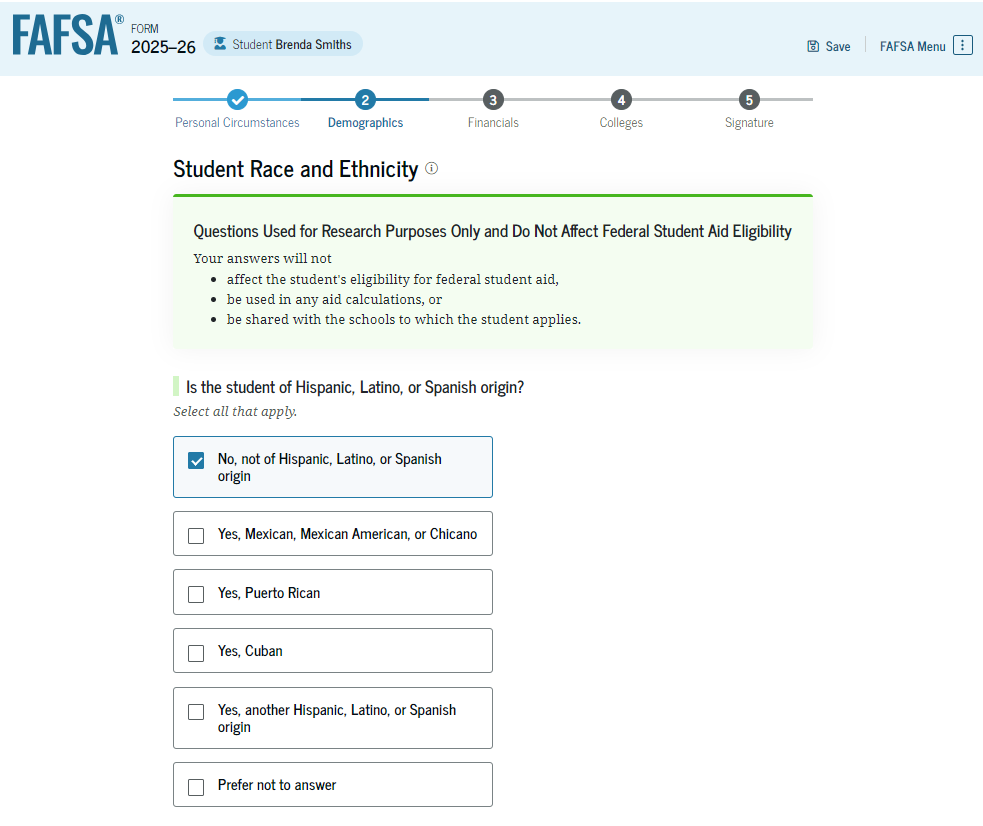 FAFSA®
FORM
2025–26
Student Brenda Smiths
Save
FAFSA Menu
2
3
4
5
Personal Circumstances
Demographics
Financials
Colleges
Signature
Student Race and Ethnicity
Questions Used for Research Purposes Only and Do Not Affect Federal Student Aid Eligibility
Your answers will not
• affect the student's eligibility for federal student aid,
• be used in any aid calculations, or
• be shared with the schools to which the student applies.
Is the student of Hispanic, Latino, or Spanish origin?
Select all that apply.
No, not of Hispanic, Latino, or Spanish
origin
Yes, Mexican, Mexican American, or Chicano
Yes, Puerto Rican
Yes, Cuban
Yes, another Hispanic, Latino, or Spanish
origin
Prefer not to answer